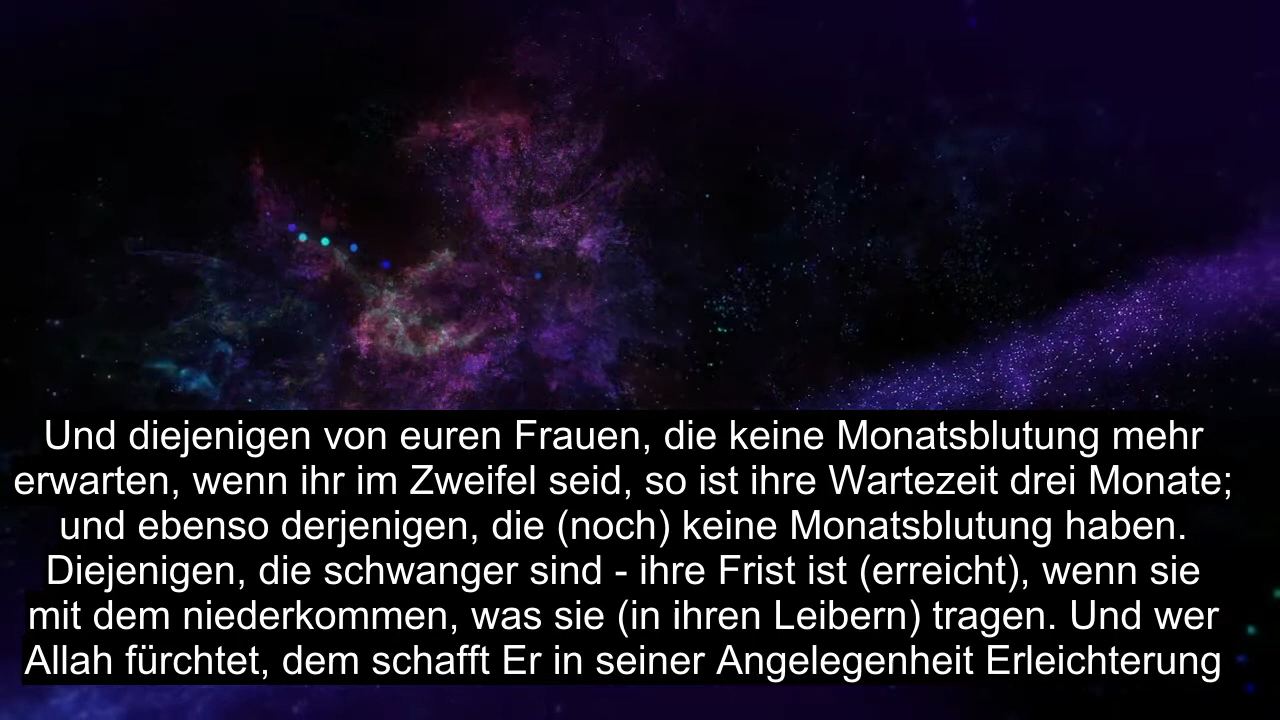 Und diejenigen von euren Frauen, die keine Monatsblutung mehr
erwarten, wenn ihr im Zweifel seid, so ist ihre Wartezeit drei Monate;
und ebenso derjenigen, die (noch) keine Monatsblutung haben.
Diejenigen, die schwanger sind - ihre Frist ist (erreicht), wenn sie
mit dem niederkommen, was sie (in ihren Leibern) tragen. Und wer
Allah fürchtet, dem schafft Er in seiner Angelegenheit Erleichterung